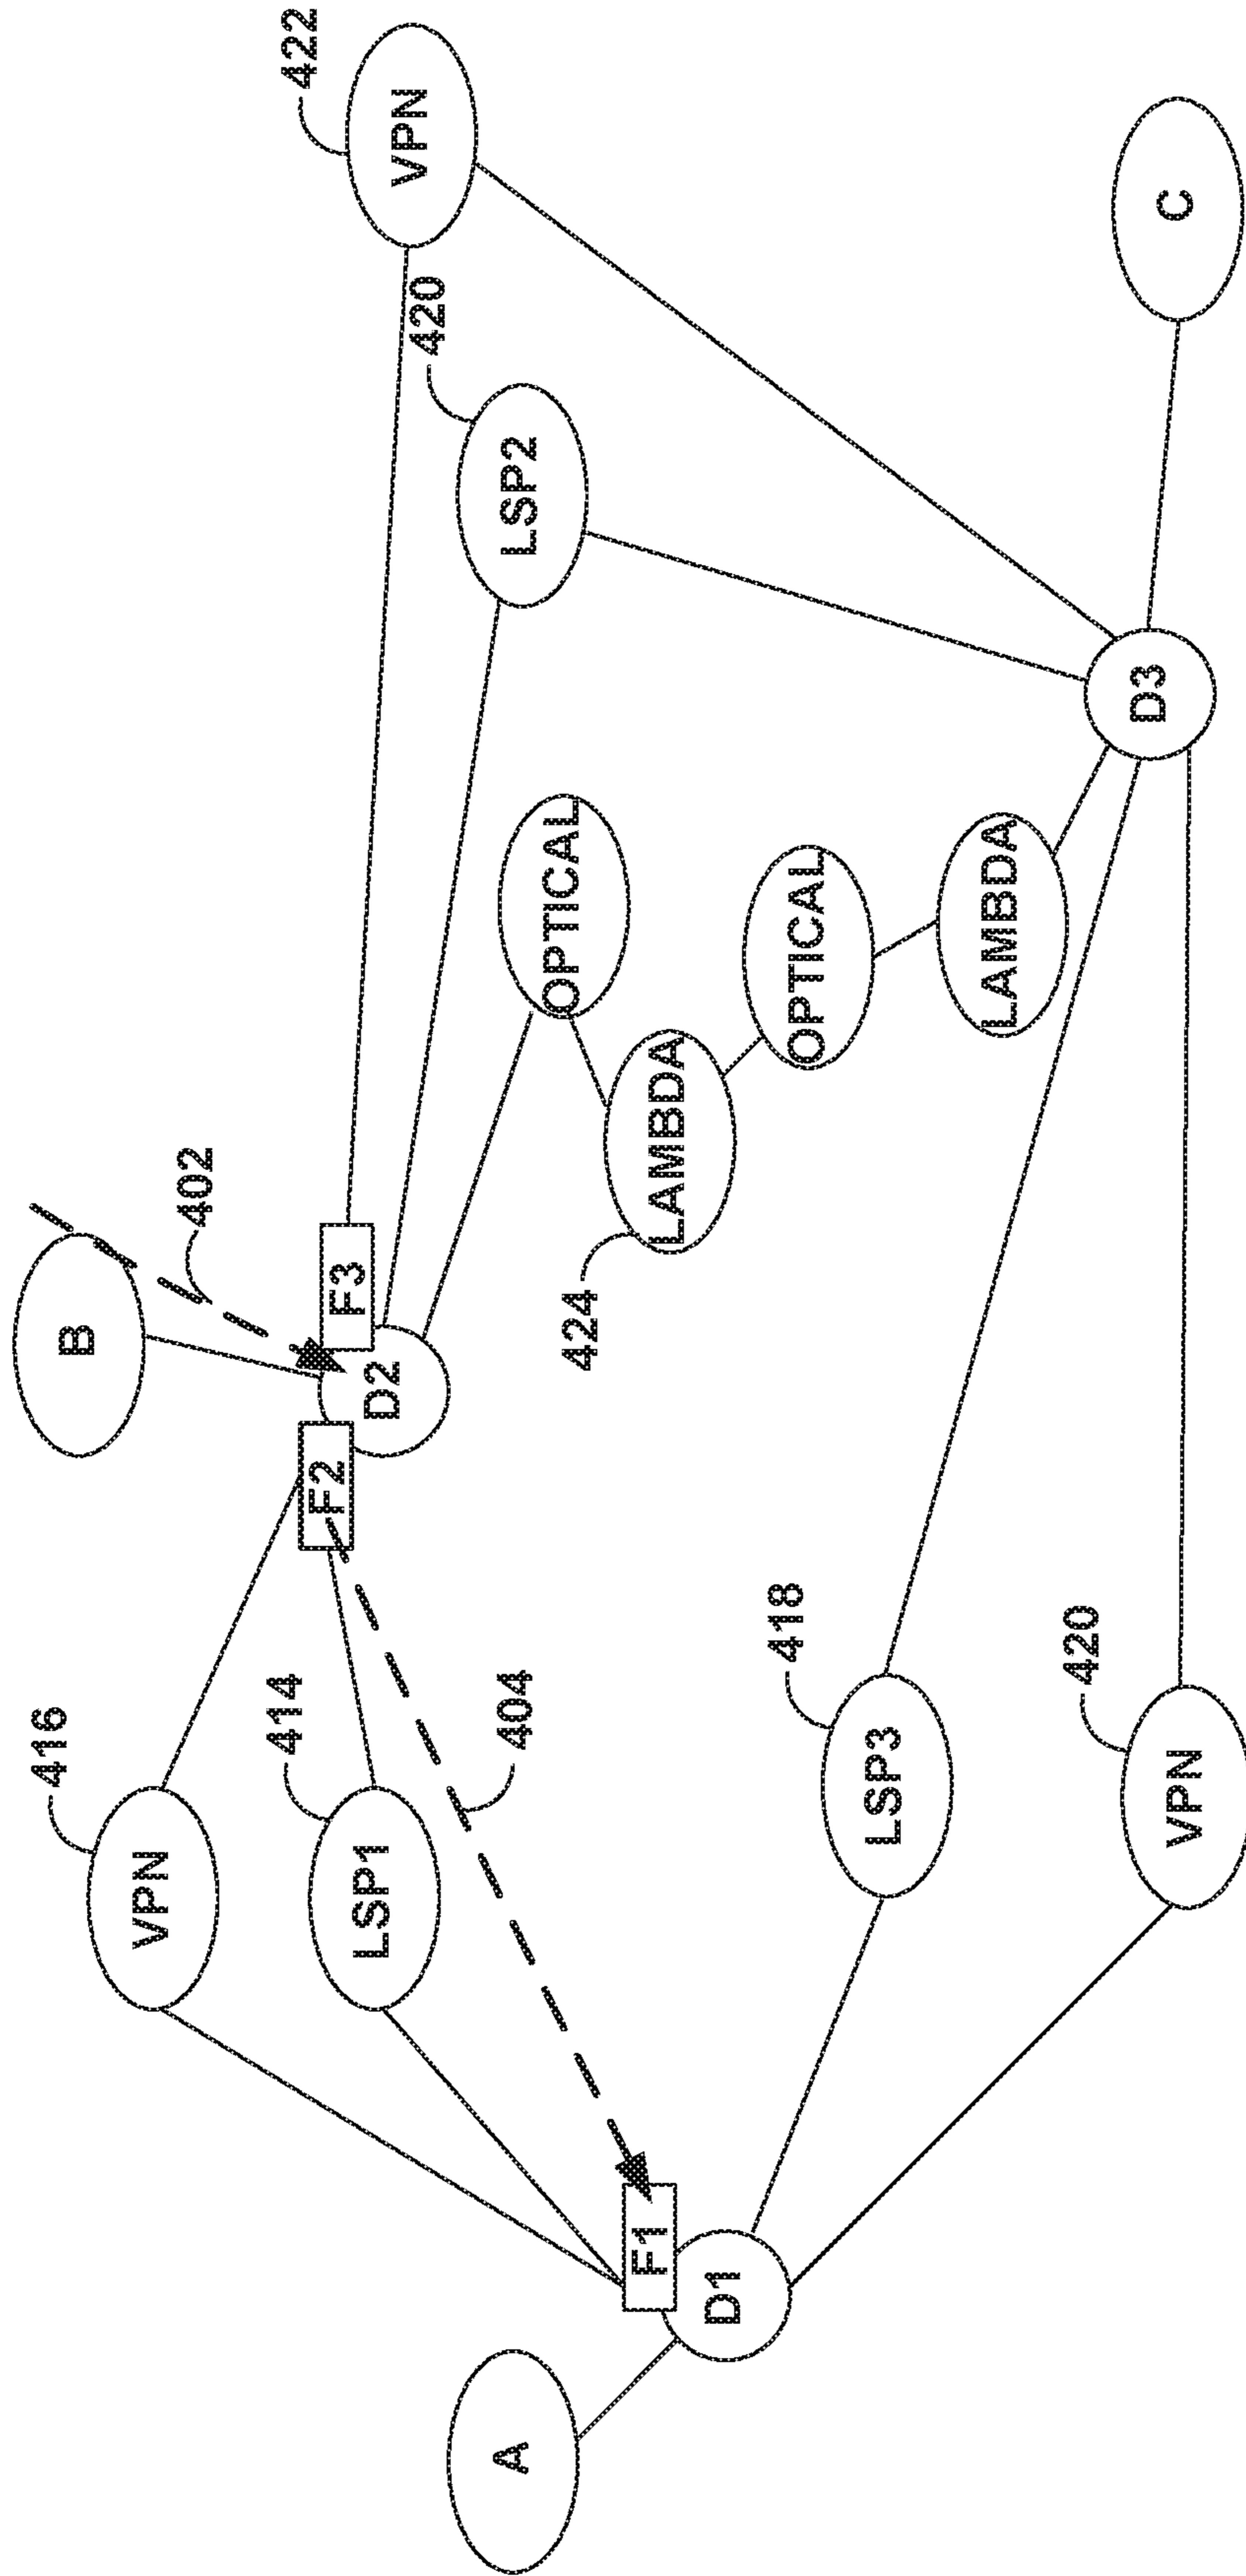 B
402
416
VPN
F2
D2
F3
422
VPN
414
LSP1
404
420
LSP2
OPTICAL
A
F1
D1
424
LAMBDA
OPTICAL
418
LSP3
LAMBDA
420
VPN
D3
C